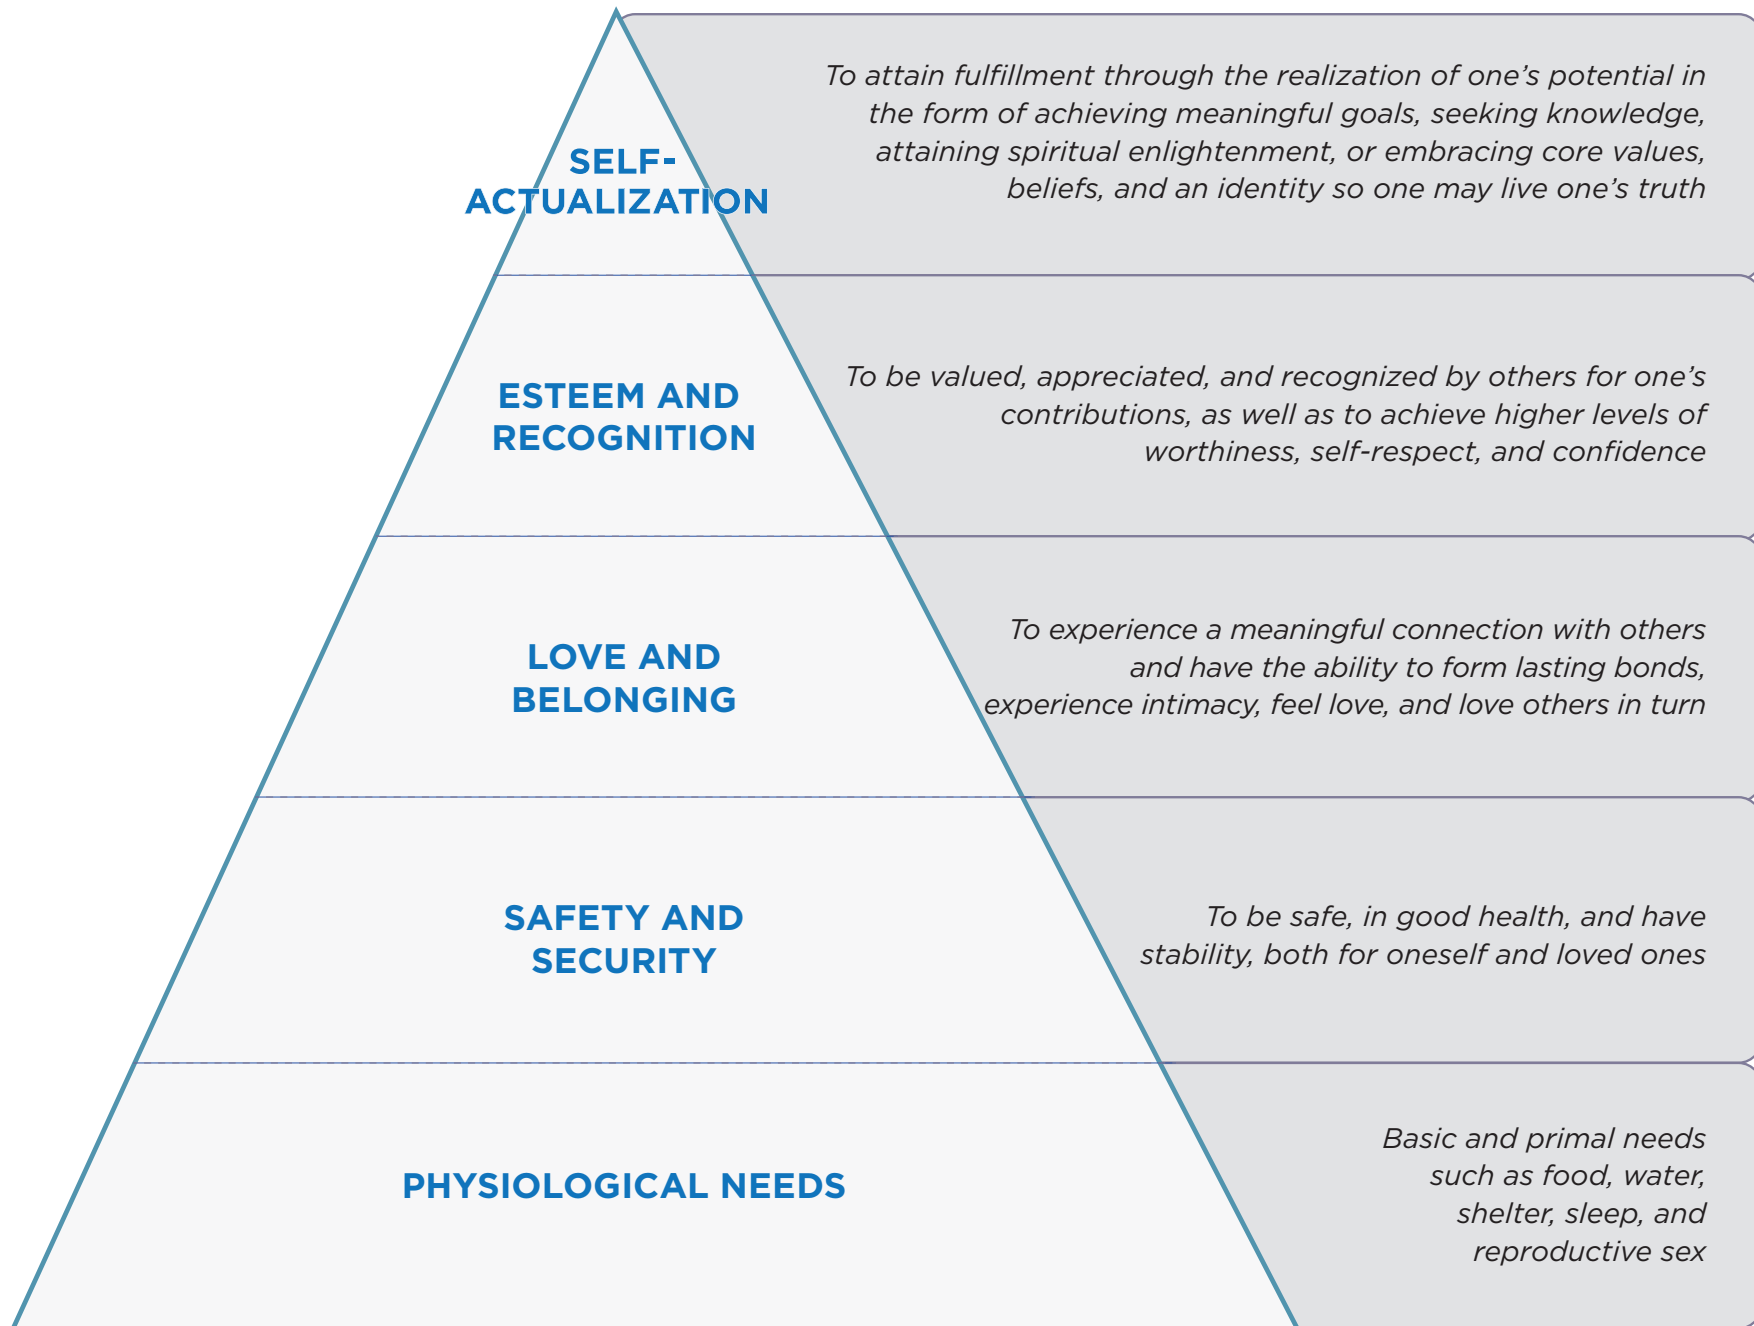 SELF-
ACTUALIZATION
To attain fulfillment through the realization of one’s potential in
the form of achieving meaningful goals, seeking knowledge,
attaining spiritual enlightenment, or embracing core values,
beliefs, and an identity so one may live one’s truth
ESTEEM AND
RECOGNITION
To be valued, appreciated, and recognized by others for one’s
contributions, as well as to achieve higher levels of
worthiness, self-respect, and confidence
LOVE AND
BELONGING
To experience a meaningful connection with others
and have the ability to form lasting bonds,
experience intimacy, feel love, and love others in turn
SAFETY AND
SECURITY
To be safe, in good health, and have
stability, both for oneself and loved ones
PHYSIOLOGICAL NEEDS
Basic and primal needs
such as food, water,
shelter, sleep, and
reproductive sex